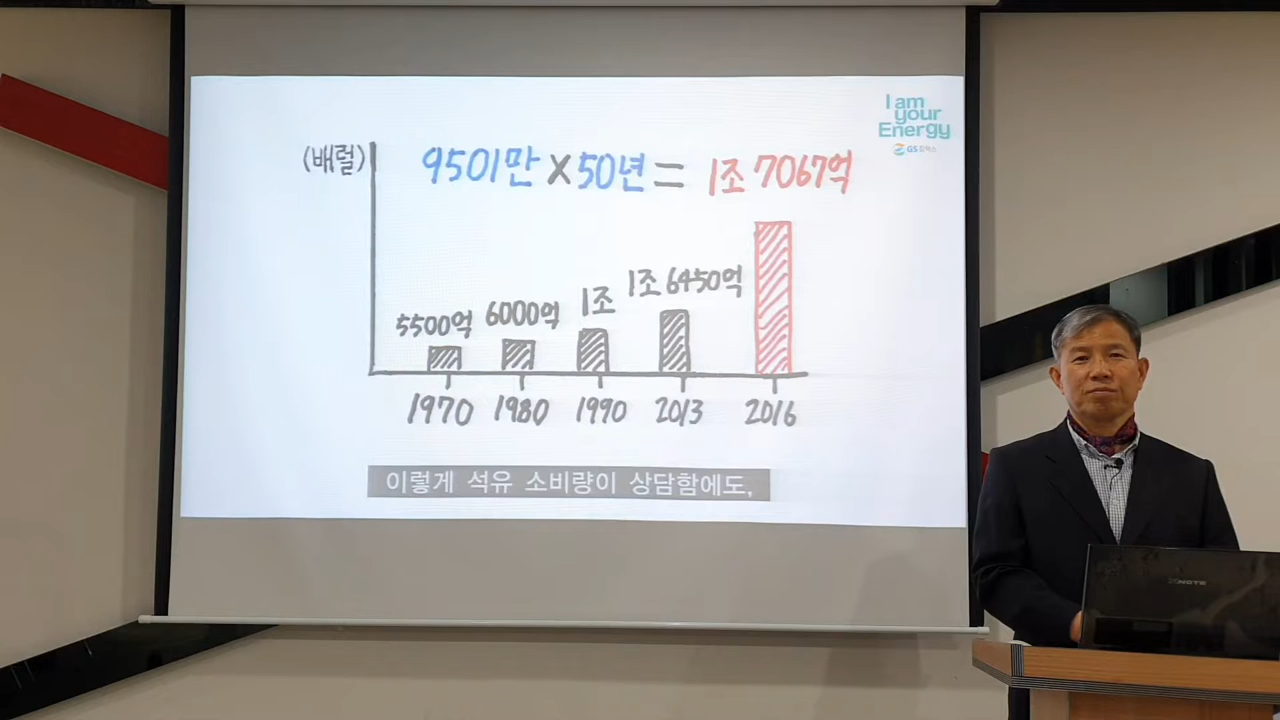 I am
your
Energy
GS 칼텍스
(배럴)
9501만 X 50년 = 1조 7067억
5500억 6000억 1조 1조 6450억
1970 1980 1990 2013 2016
이렇게 석유 소비량이 상담함에도,